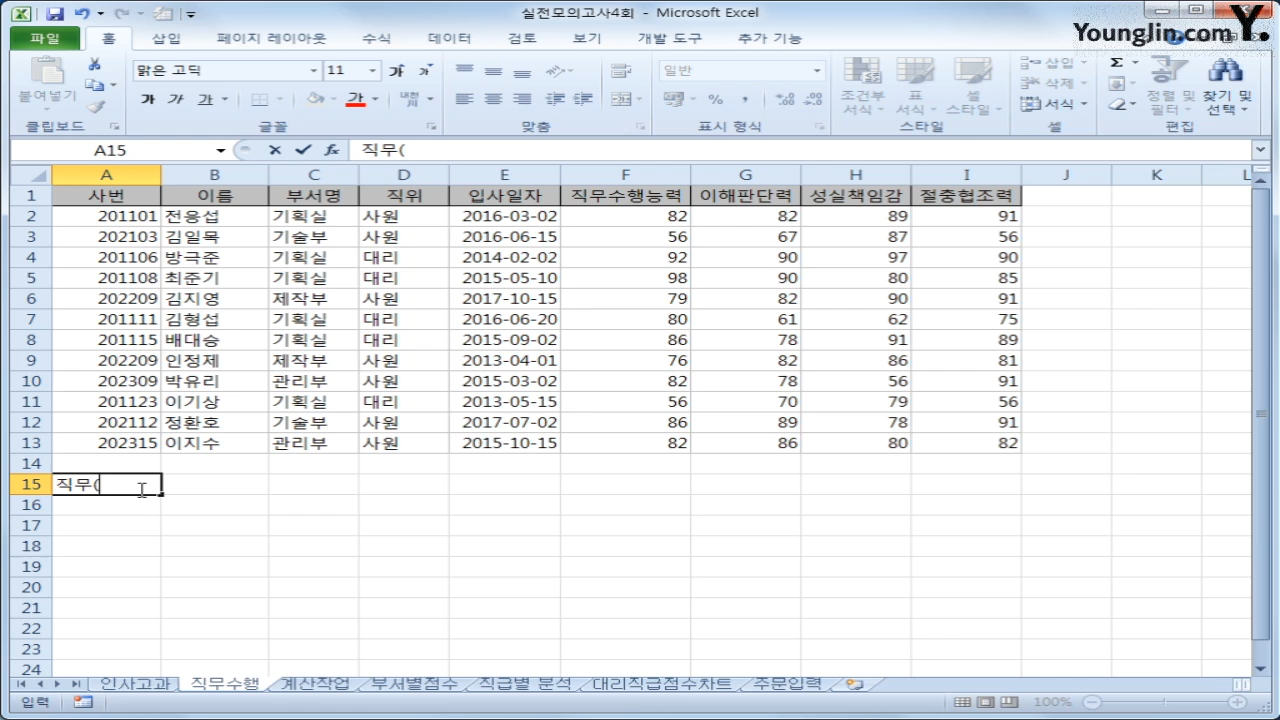 실전모의고사4회 - Microsoft Excel
YoungJin.com Y.
파일 홈 삽입 페이지 레이아웃 수식 데이터 검토 보기 개발 도구 추가 기능
붙여넣기 클립보드
맑은 고딕 11 가 가 가 가 가 가 글꼴
맞춤
일반 % , 표시 형식
조건부 서식 표 서식 셀 스타일 스타일
삽입 삭제 서식 셀
Σ 정렬 및 필터 찾기 및 선택 편집
A15 fx 직무(
A B C D E F G H I J K L
1 사번 이름 부서명 직위 입사일자 직무수행능력 이해판단력 성실책임감 절충협조력
2 201101 전응섭 기획실 사원 2016-03-02 82 82 89 91
3 202103 김일목 기술부 사원 2016-06-15 56 67 87 56
4 201106 방극준 기획실 대리 2014-02-02 92 90 97 90
5 201108 최준기 기획실 대리 2015-05-10 98 90 80 85
6 202209 김지영 제작부 사원 2017-10-15 79 82 90 91
7 201111 김형섭 기획실 대리 2016-06-20 80 61 62 75
8 201115 배대승 기획실 대리 2015-09-02 86 78 91 89
9 202209 인정제 제작부 사원 2013-04-01 76 82 86 81
10 202309 박유리 관리부 사원 2015-03-02 82 78 56 91
11 201123 이기상 기획실 대리 2013-05-15 56 70 79 56
12 202112 정환호 기술부 사원 2017-07-02 86 89 78 91
13 202315 이지수 관리부 사원 2015-10-15 82 86 80 82
14
15 직무(
16
17
18
19
20
21
22
23
24
인사고과 직무수행 계산작업 부서별점수 직급별 분석 대리직급점수차트 주문입력
입력 100%